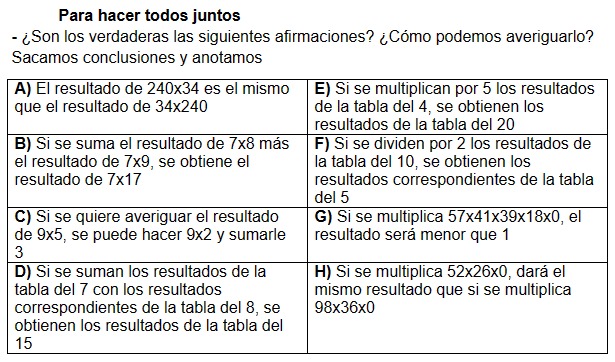 Para hacer todos juntos
- ¿Son los verdaderas las siguientes afirmaciones? ¿Cómo podemos averiguarlo?
Sacamos conclusiones y anotamos
A) El resultado de 240x34 es el mismo
que el resultado de 34x240
E) Si se multiplican por 5 los resultados
de la tabla del 4, se obtienen los
resultados de la tabla del 20
B) Si se suma el resultado de 7x8 más
el resultado de 7x9, se obtiene el
resultado de 7x17
F) Si se dividen por 2 los resultados de
la tabla del 10, se obtienen los
resultados correspondientes de la tabla
del 5
C) Si se quiere averiguar el resultado
de 9x5, se puede hacer 9x2 y sumarle
3
G) Si se multiplica 57x41x39x18x0, el
resultado será menor que 1
D) Si se suman los resultados de la
tabla del 7 con los resultados
correspondientes de la tabla del 8, se
obtienen los resultados de la tabla del
15
H) Si se multiplica 52x26x0, dará el
mismo resultado que si se multiplica
98x36x0